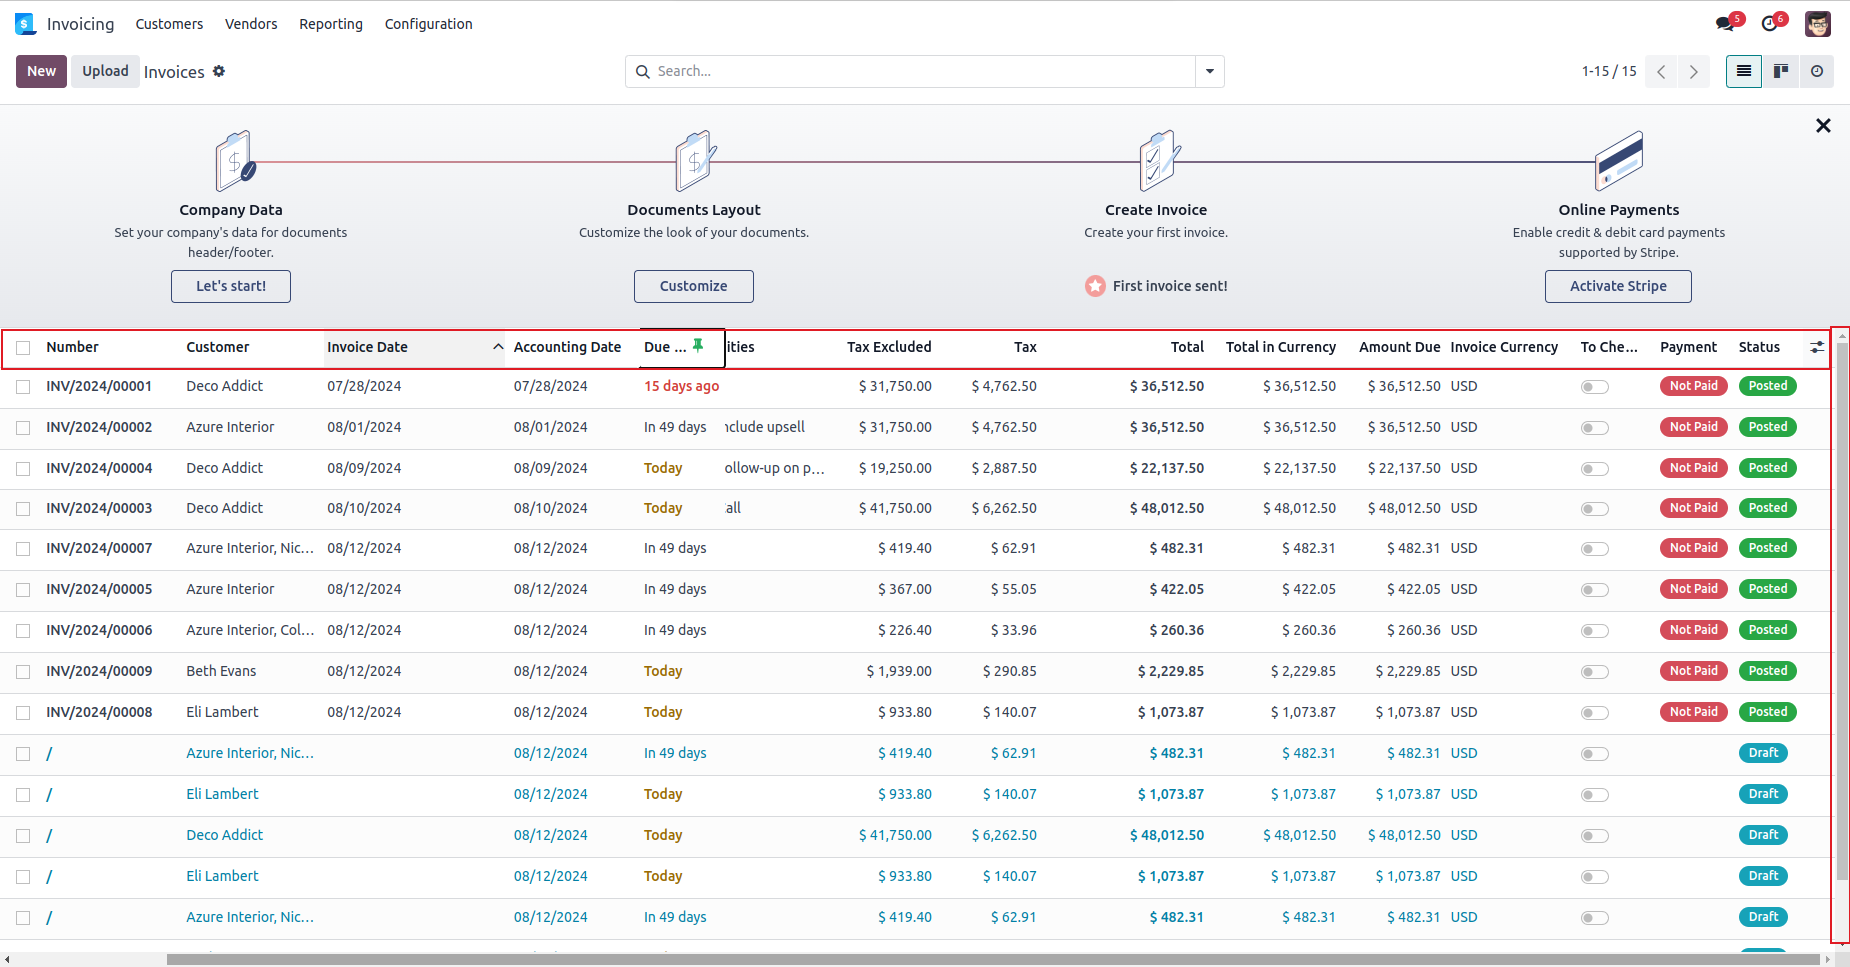 Invoicing Customers Vendors Reporting Configuration 5 6
New Upload Invoices Search... 1-15 / 15
Company Data
Set your company's data for documents
header/footer.
Let's start!
Documents Layout
Customize the look of your documents.
Customize
Create Invoice
Create your first invoice.
First invoice sent!
Online Payments
Enable credit & debit card payments
supported by Stripe.
Activate Stripe
Number Customer Invoice Date Accounting Date Due ... ities Tax Excluded Tax Total Total in Currency Amount Due Invoice Currency To Che... Payment Status
INV/2024/00001 Deco Addict 07/28/2024 07/28/2024 15 days ago $ 31,750.00 $ 4,762.50 $ 36,512.50 $ 36,512.50 $ 36,512.50 USD Not Paid Posted
INV/2024/00002 Azure Interior 08/01/2024 08/01/2024 In 49 days nclude upsell $ 31,750.00 $ 4,762.50 $ 36,512.50 $ 36,512.50 $ 36,512.50 USD Not Paid Posted
INV/2024/00004 Deco Addict 08/09/2024 08/09/2024 Today ollow-up on p... $ 19,250.00 $ 2,887.50 $ 22,137.50 $ 22,137.50 $ 22,137.50 USD Not Paid Posted
INV/2024/00003 Deco Addict 08/10/2024 08/10/2024 Today all $ 41,750.00 $ 6,262.50 $ 48,012.50 $ 48,012.50 $ 48,012.50 USD Not Paid Posted
INV/2024/00007 Azure Interior, Nic... 08/12/2024 08/12/2024 In 49 days $ 419.40 $ 62.91 $ 482.31 $ 482.31 $ 482.31 USD Not Paid Posted
INV/2024/00005 Azure Interior 08/12/2024 08/12/2024 In 49 days $ 367.00 $ 55.05 $ 422.05 $ 422.05 $ 422.05 USD Not Paid Posted
INV/2024/00006 Azure Interior, Col... 08/12/2024 08/12/2024 In 49 days $ 226.40 $ 33.96 $ 260.36 $ 260.36 $ 260.36 USD Not Paid Posted
INV/2024/00009 Beth Evans 08/12/2024 08/12/2024 Today $ 1,939.00 $ 290.85 $ 2,229.85 $ 2,229.85 $ 2,229.85 USD Not Paid Posted
INV/2024/00008 Eli Lambert 08/12/2024 08/12/2024 Today $ 933.80 $ 140.07 $ 1,073.87 $ 1,073.87 $ 1,073.87 USD Not Paid Posted
/ Azure Interior, Nic... 08/12/2024 In 49 days $ 419.40 $ 62.91 $ 482.31 $ 482.31 $ 482.31 USD Draft
/ Eli Lambert 08/12/2024 Today $ 933.80 $ 140.07 $ 1,073.87 $ 1,073.87 $ 1,073.87 USD Draft
/ Deco Addict 08/12/2024 Today $ 41,750.00 $ 6,262.50 $ 48,012.50 $ 48,012.50 $ 48,012.50 USD Draft
/ Eli Lambert 08/12/2024 Today $ 933.80 $ 140.07 $ 1,073.87 $ 1,073.87 $ 1,073.87 USD Draft
/ Azure Interior, Nic... 08/12/2024 In 49 days $ 419.40 $ 62.91 $ 482.31 $ 482.31 $ 482.31 USD Draft